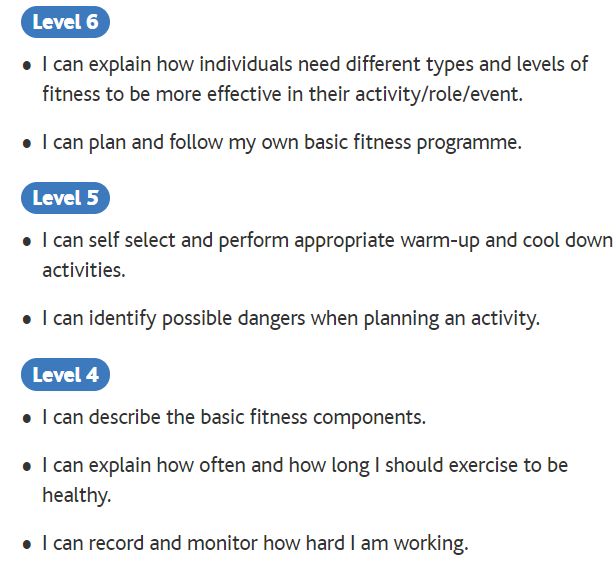 Level 6
• I can explain how individuals need different types and levels of
fitness to be more effective in their activity/role/event.
• I can plan and follow my own basic fitness programme.
Level 5
• I can self select and perform appropriate warm-up and cool down
activities.
• I can identify possible dangers when planning an activity.
Level 4
• I can describe the basic fitness components.
• I can explain how often and how long I should exercise to be
healthy.
• I can record and monitor how hard I am working.